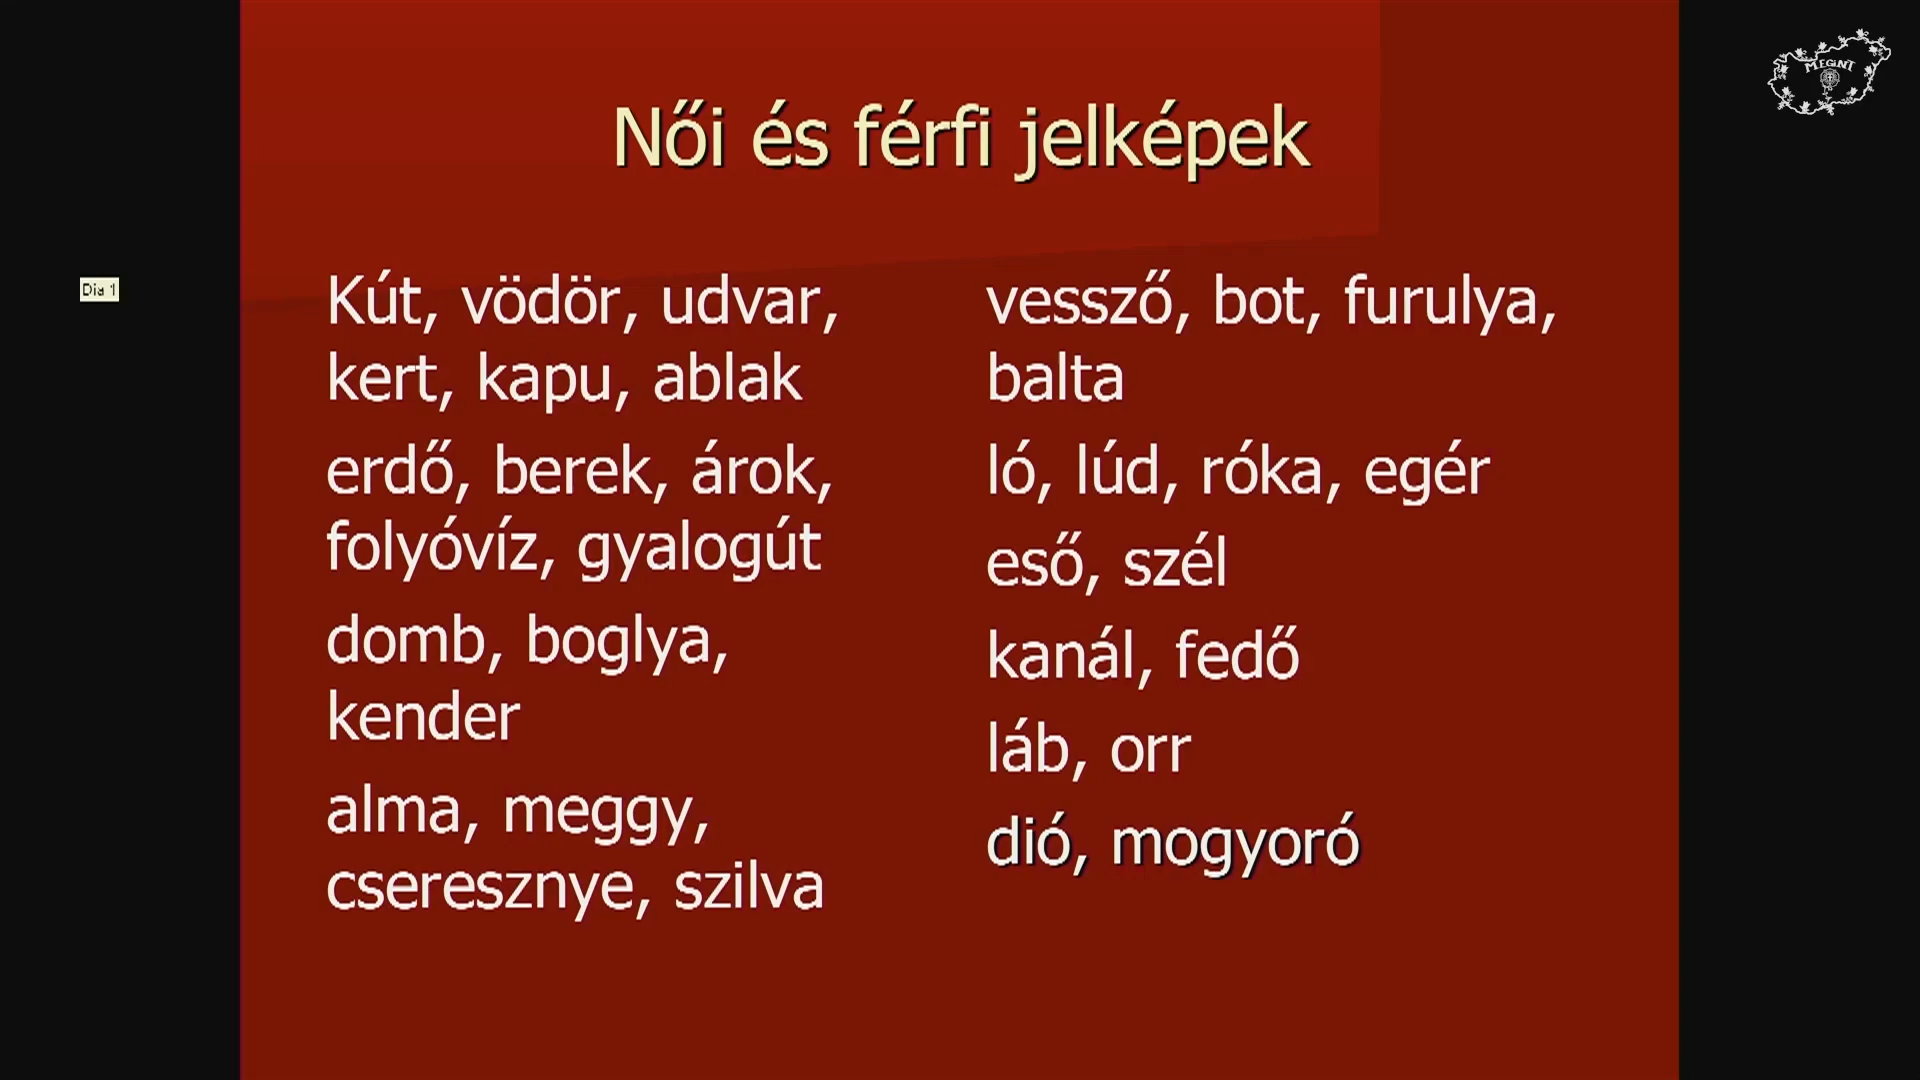 MEGINT
Női és férfi jelképek
Dia 1
Kút, vödör, udvar,
kert, kapu, ablak
erdő, berek, árok,
folyóvíz, gyalogút
domb, boglya,
kender
alma, meggy,
cseresznye, szilva
vessző, bot, furulya,
balta
ló, lúd, róka, egér
eső, szél
kanál, fedő
láb, orr
dió, mogyoró